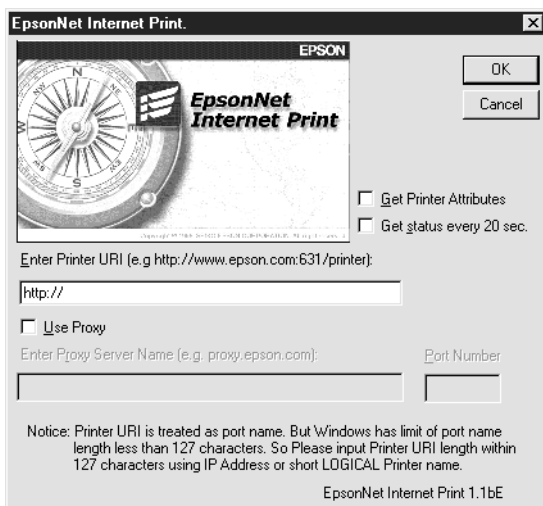 EpsonNet Internet Print.
EPSON
OK
EpsonNet
Internet Print
Cancel
N
Get Printer Attributes
Get status every 20 sec.
Enter Printer URI (e.g http://www.epson.com:631/printer):
http://
Use Proxy
Enter Proxy Server Name (e.g. proxy.epson.com):
Port Number
Notice: Printer URI is treated as port name. But Windows has limit of port name
length less than 127 characters. So Please input Printer URI length within
127 characters using IP Address or short LOGICAL Printer name.
EpsonNet Internet Print 1.1bE